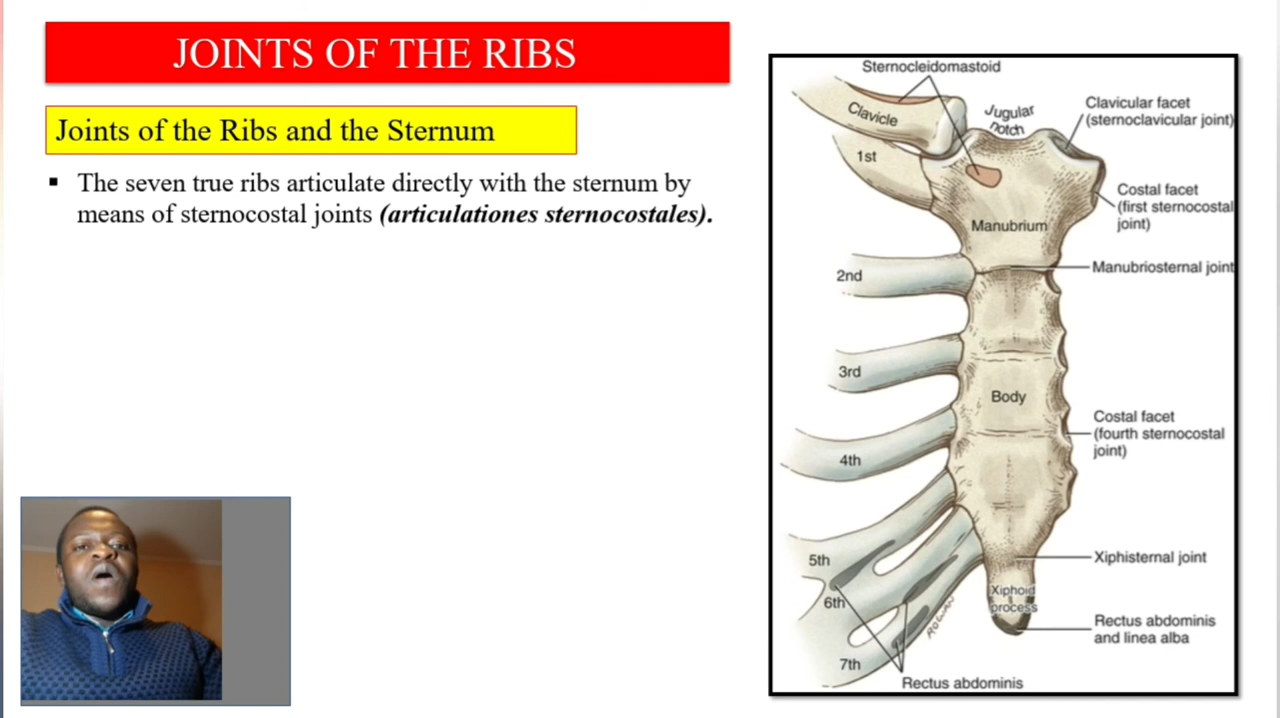 JOINTS OF THE RIBS
Joints of the Ribs and the Sternum
▪ The seven true ribs articulate directly with the sternum by
means of sternocostal joints (articulationes sternocostales).
Sternocleidomastoid
Clavicle
Jugular
notch
Clavicular facet
(sternoclavicular joint)
1st
Costal facet
(first sternocostal
joint)
Manubrium
Manubriosternal joint
2nd
3rd
Body
Costal facet
(fourth sternocostal
joint)
4th
5th
Xiphisternal joint
6th
Xiphoid
process
ROWAN
Rectus abdominis
and linea alba
7th
Rectus abdominis